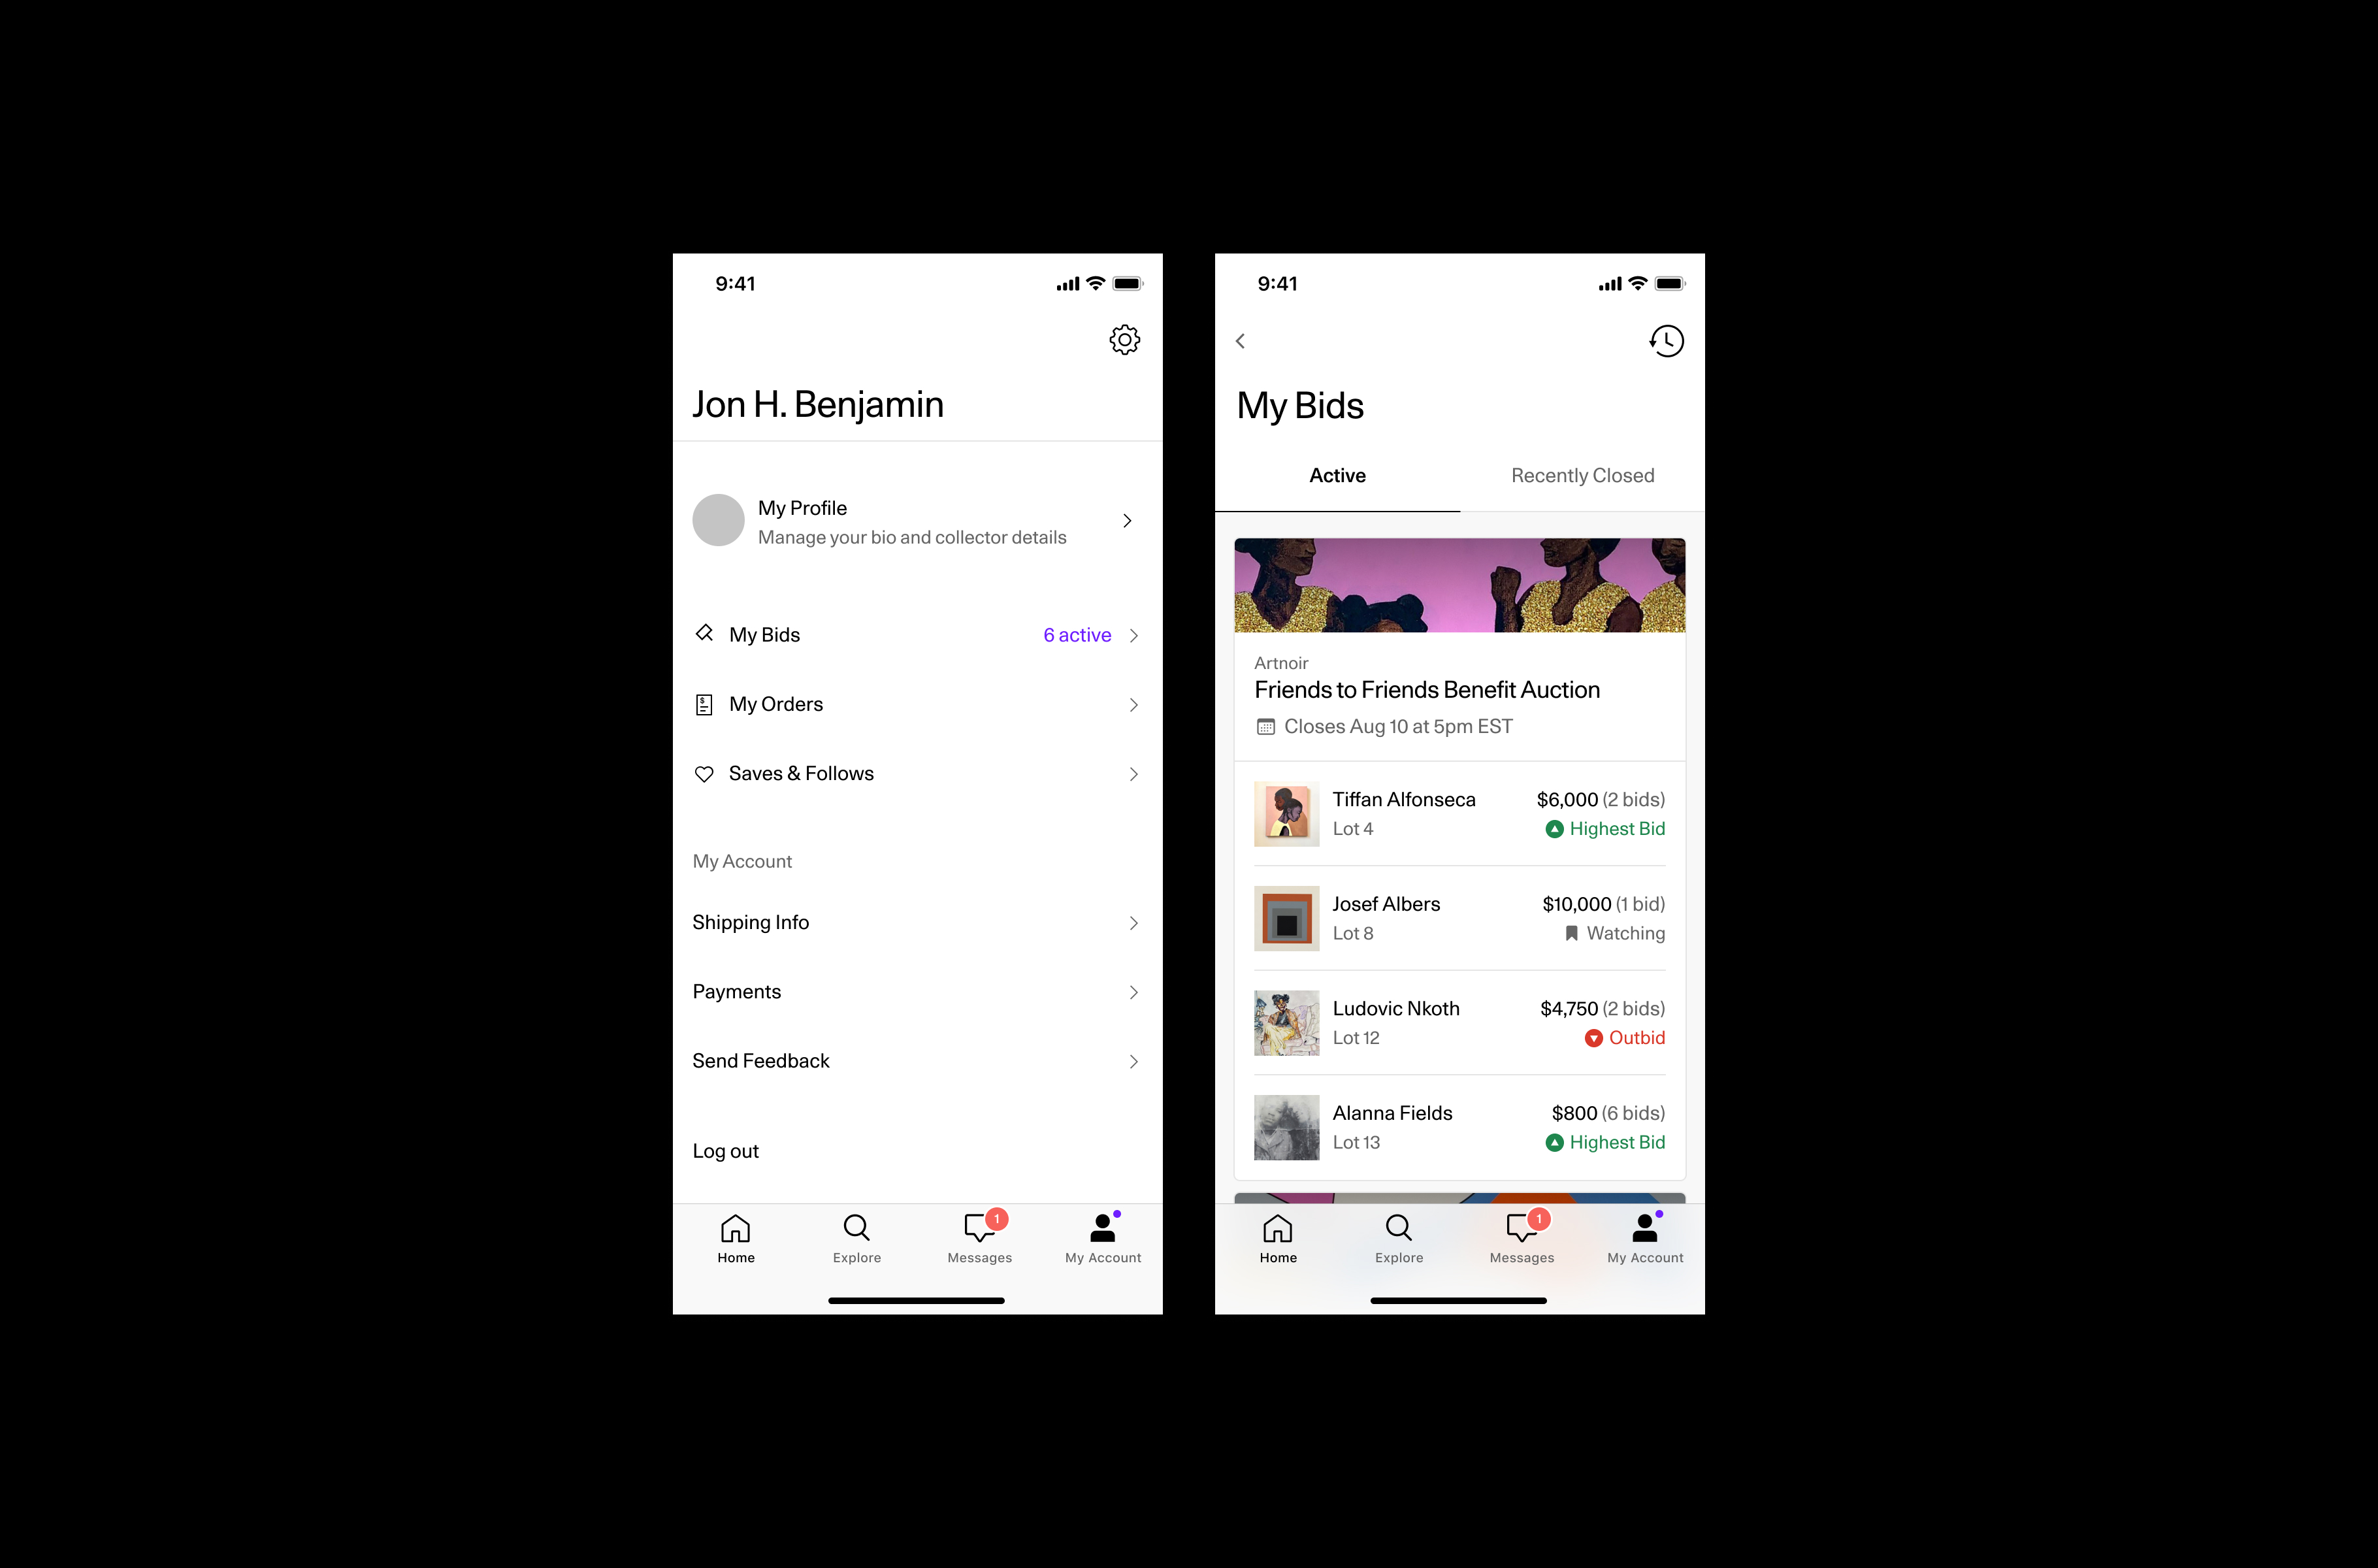 9:41
Jon H. Benjamin
My Profile
Manage your bio and collector details
My Bids 6 active
My Orders
Saves & Follows
My Account
Shipping Info
Payments
Send Feedback
Log out
1
Home Explore Messages My Account
9:41
My Bids
Active Recently Closed
Artnoir
Friends to Friends Benefit Auction
Closes Aug 10 at 5pm EST
Tiffan Alfonseca $6,000 (2 bids)
Lot 4 Highest Bid
Josef Albers $10,000 (1 bid)
Lot 8 Watching
Ludovic Nkoth $4,750 (2 bids)
Lot 12 Outbid
Alanna Fields $800 (6 bids)
Lot 13 Highest Bid
1
Home Explore Messages My Account